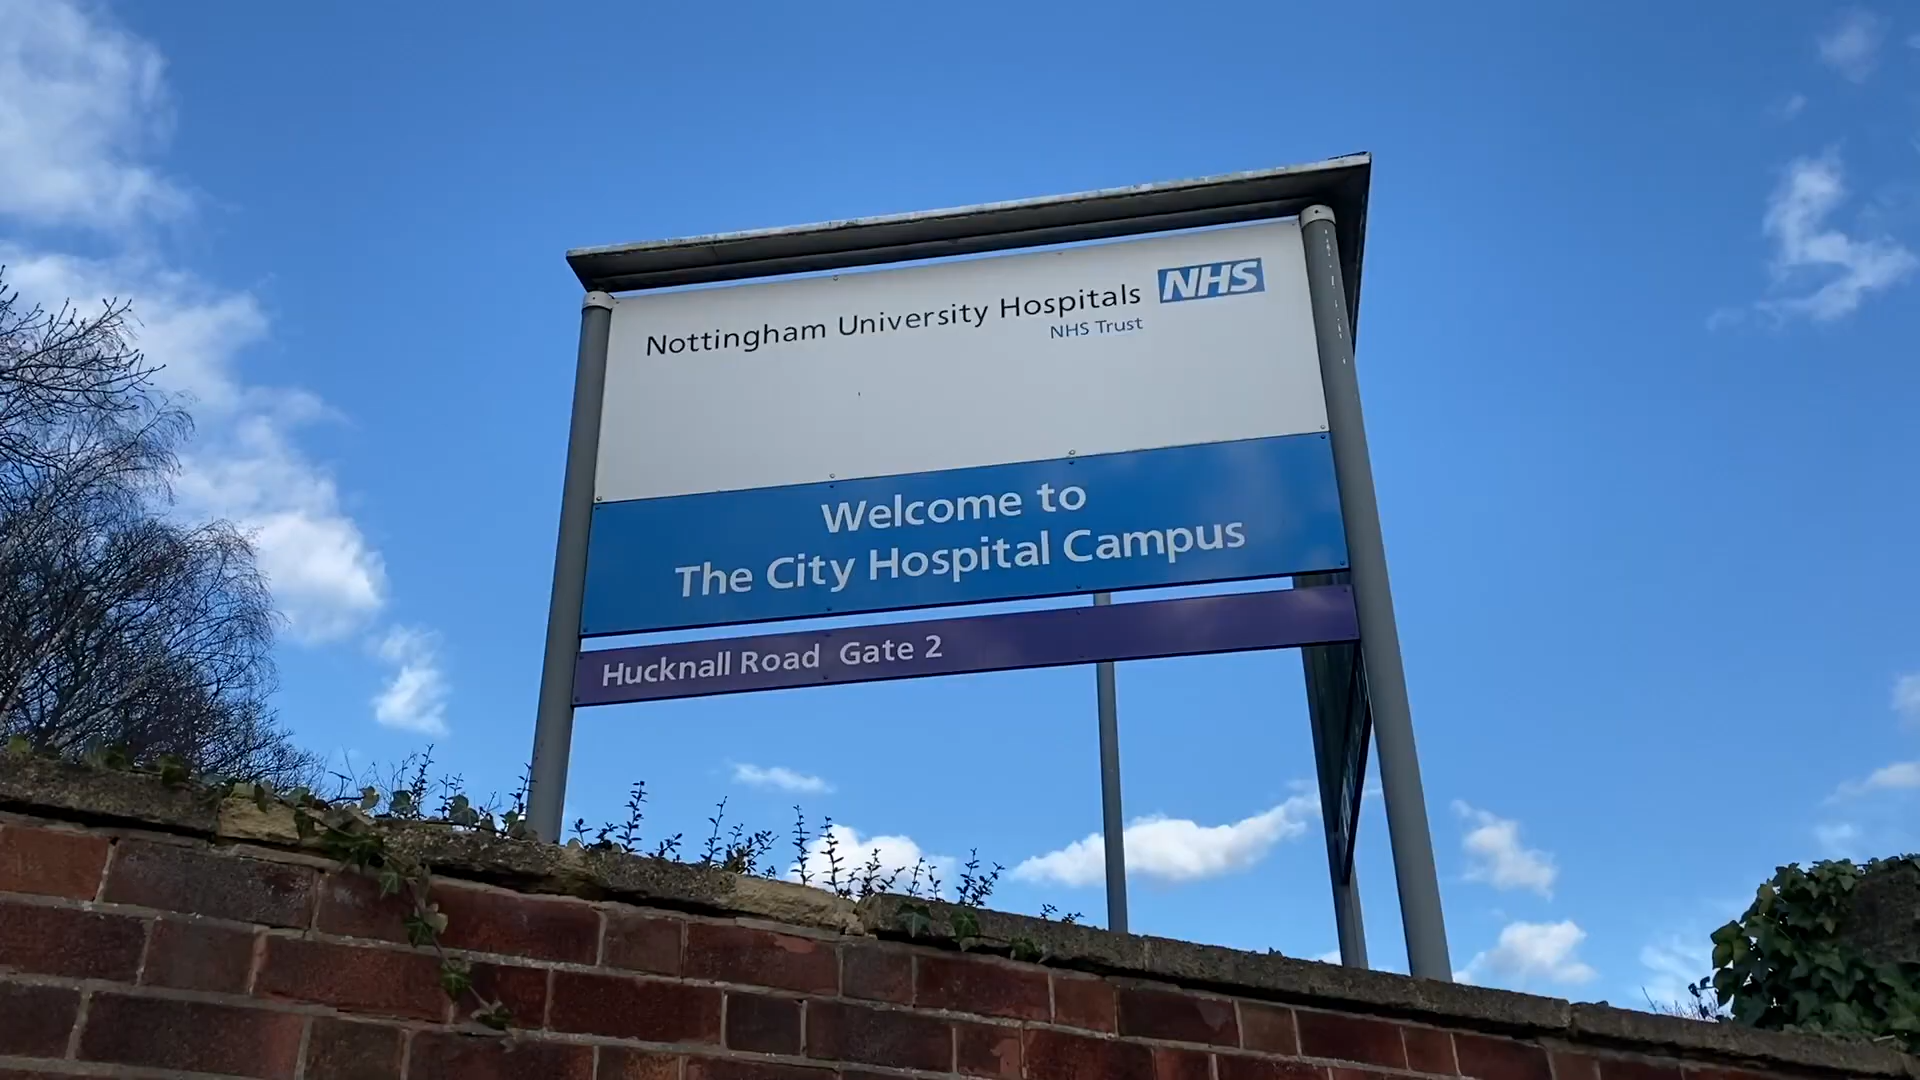 Nottingham University Hospitals NHS
NHS Trust
Welcome to
The City Hospital Campus
Hucknall Road Gate 2